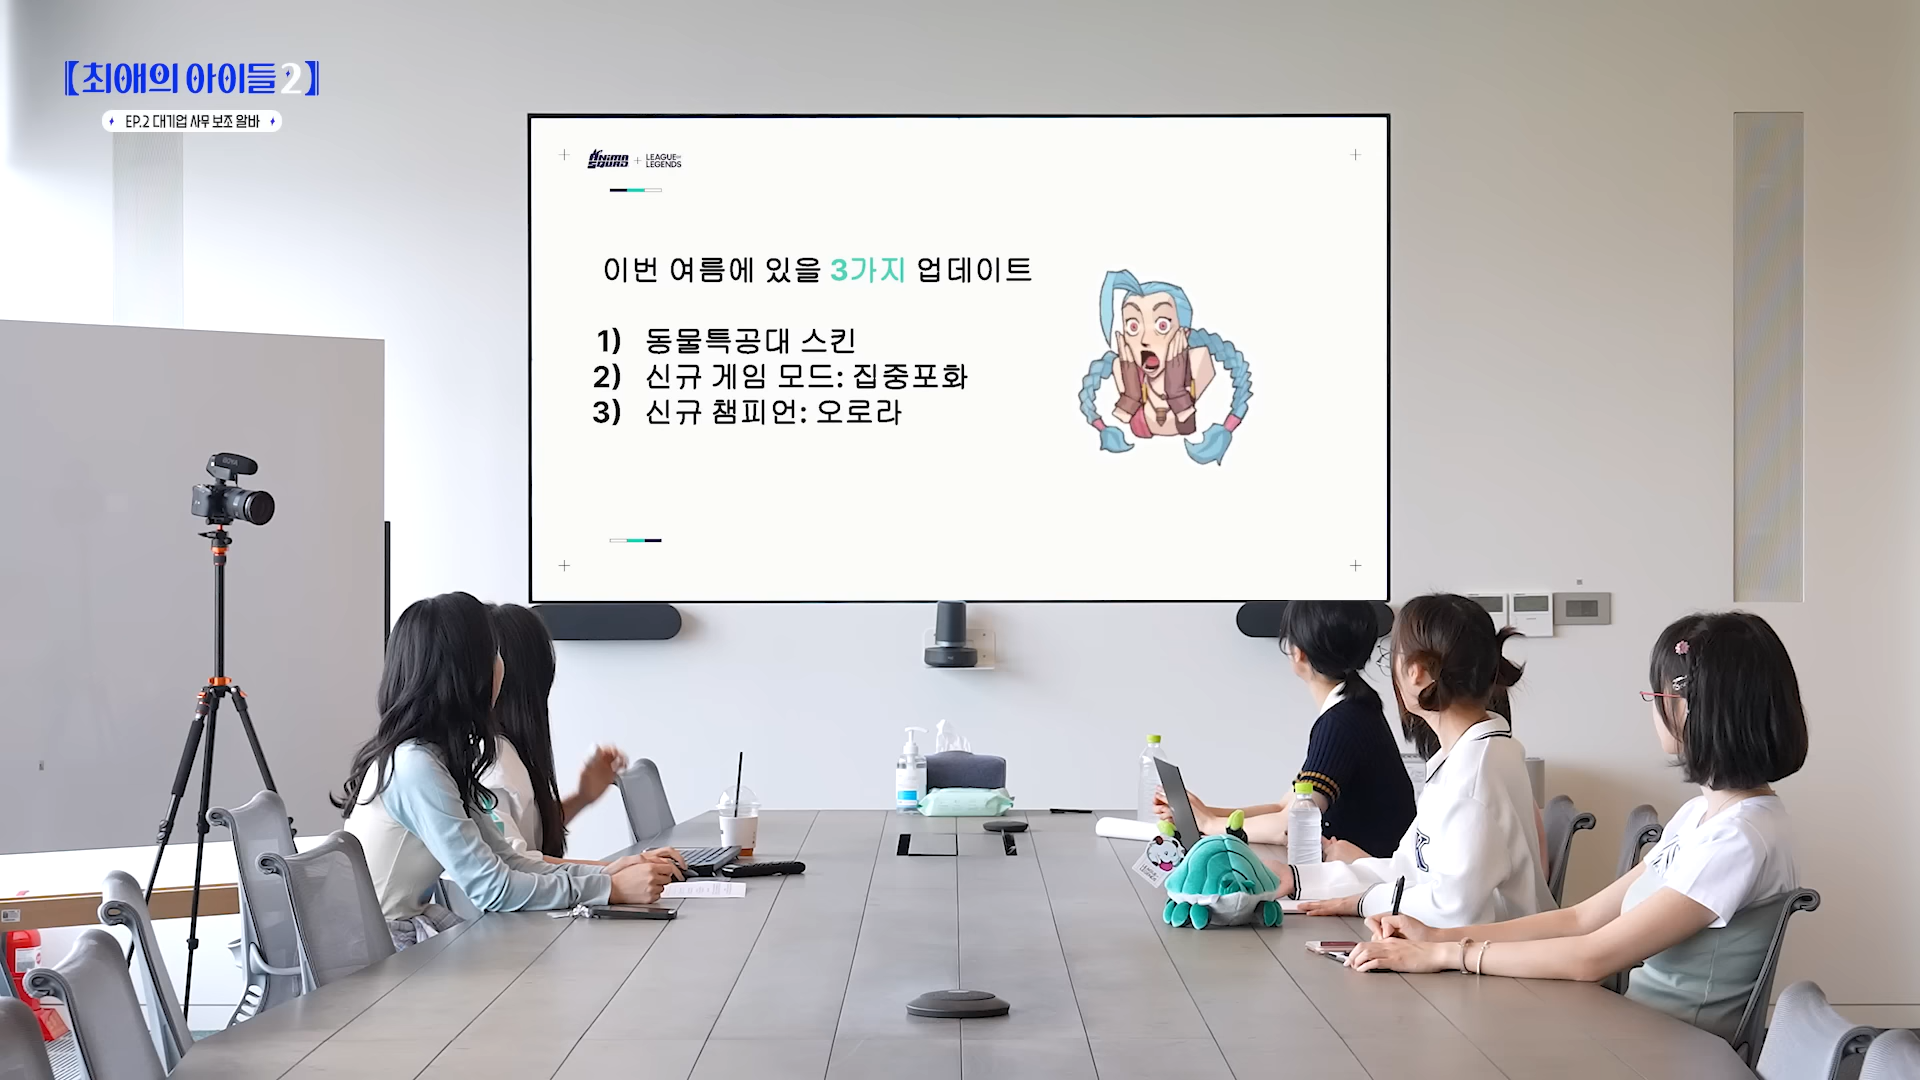 【최애의 아이들2】
EP.2 대기업 사무 보조 알바
ANIMA SQUAD + LEAGUE OF LEGENDS
이번 여름에 있을 3가지 업데이트
1) 동물특공대 스킨
2) 신규 게임 모드: 집중포화
3) 신규 챔피언: 오로라
BOYA